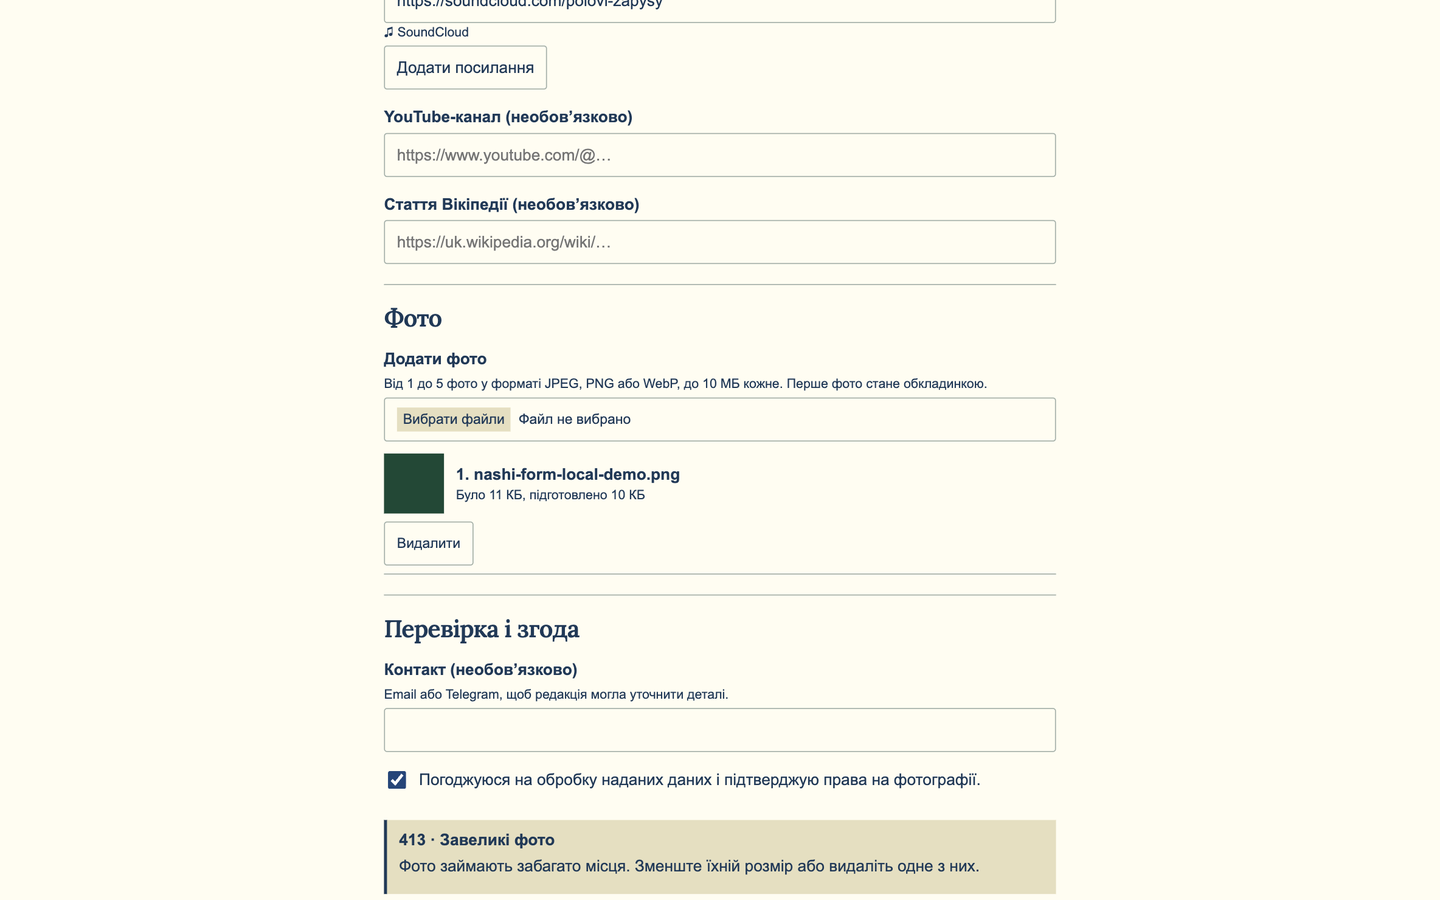 https://soundcloud.com/polovi-zapysy
♫ SoundCloud
Додати посилання
YouTube-канал (необов’язково)
https://www.youtube.com/@…
Стаття Вікіпедії (необов’язково)
https://uk.wikipedia.org/wiki/…
Фото
Додати фото
Від 1 до 5 фото у форматі JPEG, PNG або WebP, до 10 МБ кожне. Перше фото стане обкладинкою.
Вибрати файли Файл не вибрано
1. nashi-form-local-demo.png
Було 11 КБ, підготовлено 10 КБ
Видалити
Перевірка і згода
Контакт (необов’язково)
Email або Telegram, щоб редакція могла уточнити деталі.
Погоджуюся на обробку наданих даних і підтверджую права на фотографії.
413 · Завеликі фото
Фото займають забагато місця. Зменште їхній розмір або видаліть одне з них.